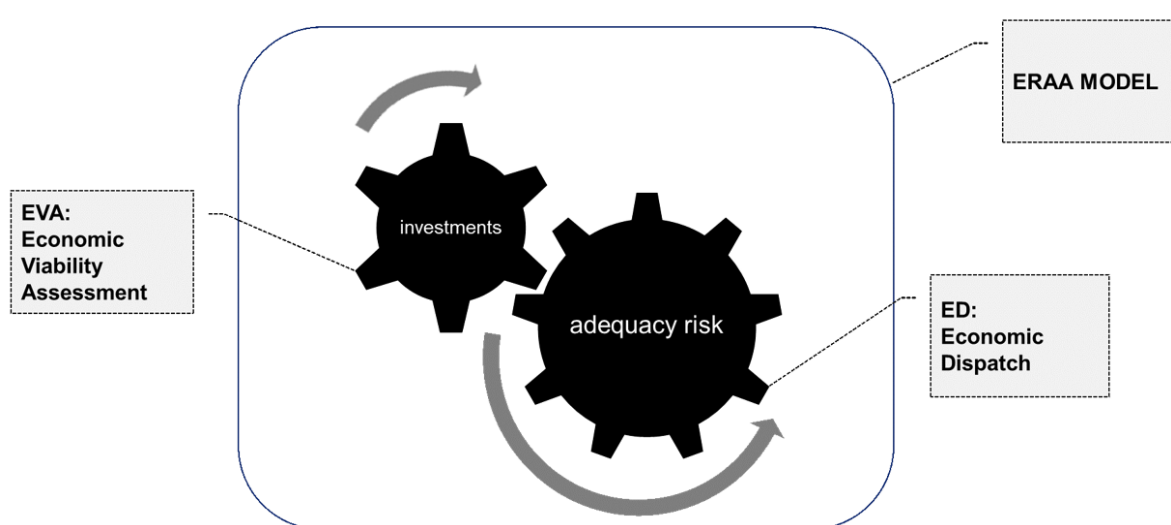 ERAA MODEL
investments
EVA:
Economic
Viability
Assessment
adequacy risk
ED:
Economic
Dispatch